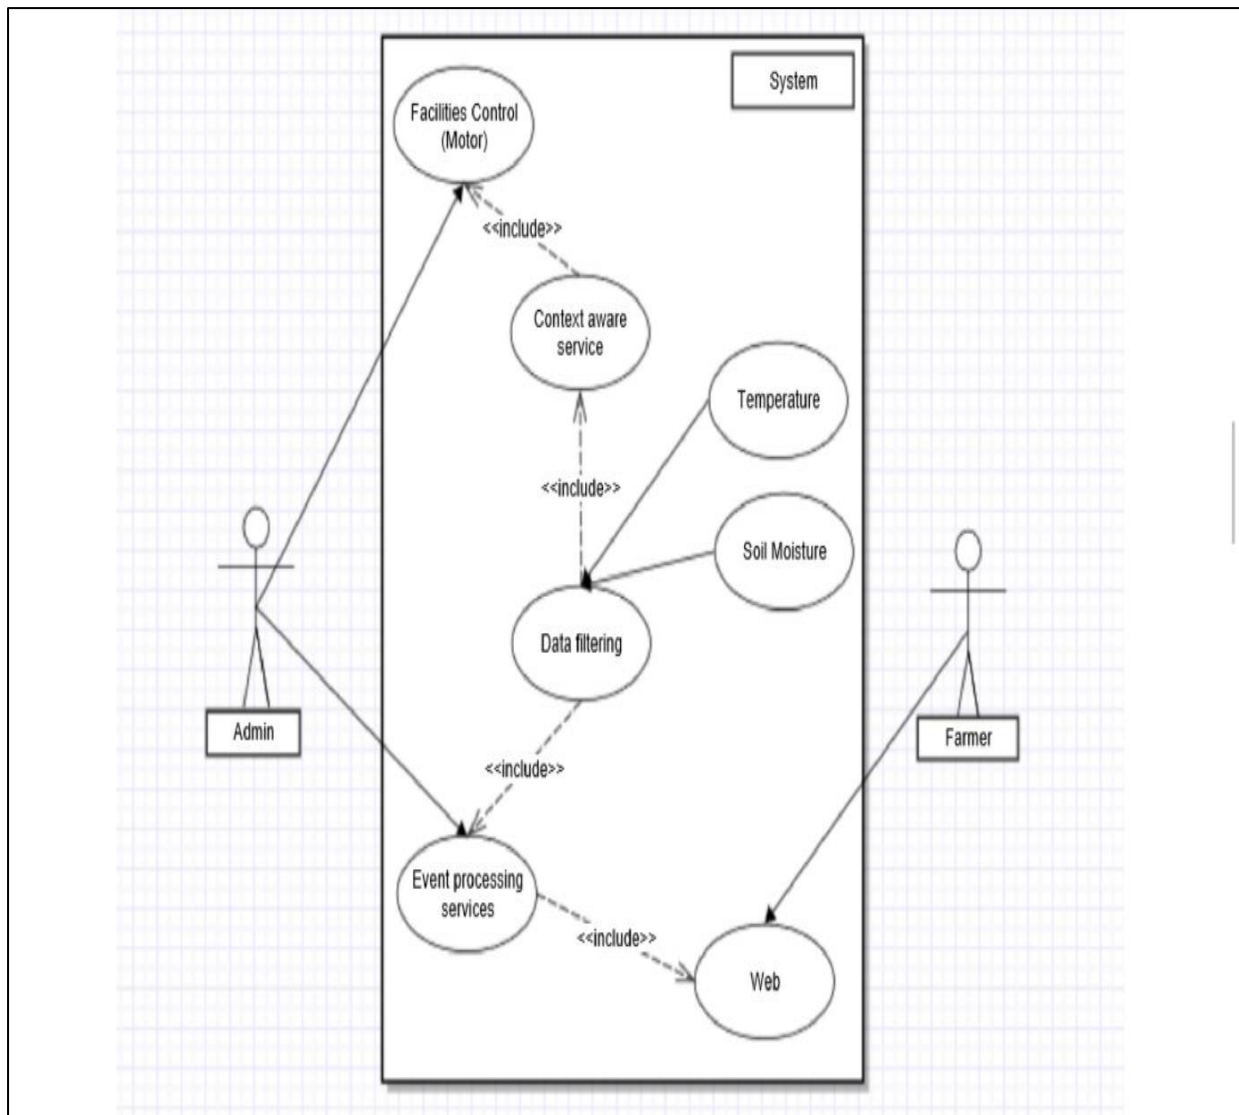 System
Facilities Control
(Motor)
<<include>>
Context aware
service
Temperature
<<include>>
Soil Moisture
Data filtering
Admin
Farmer
<<include>>
Event processing
services
<<include>>
Web